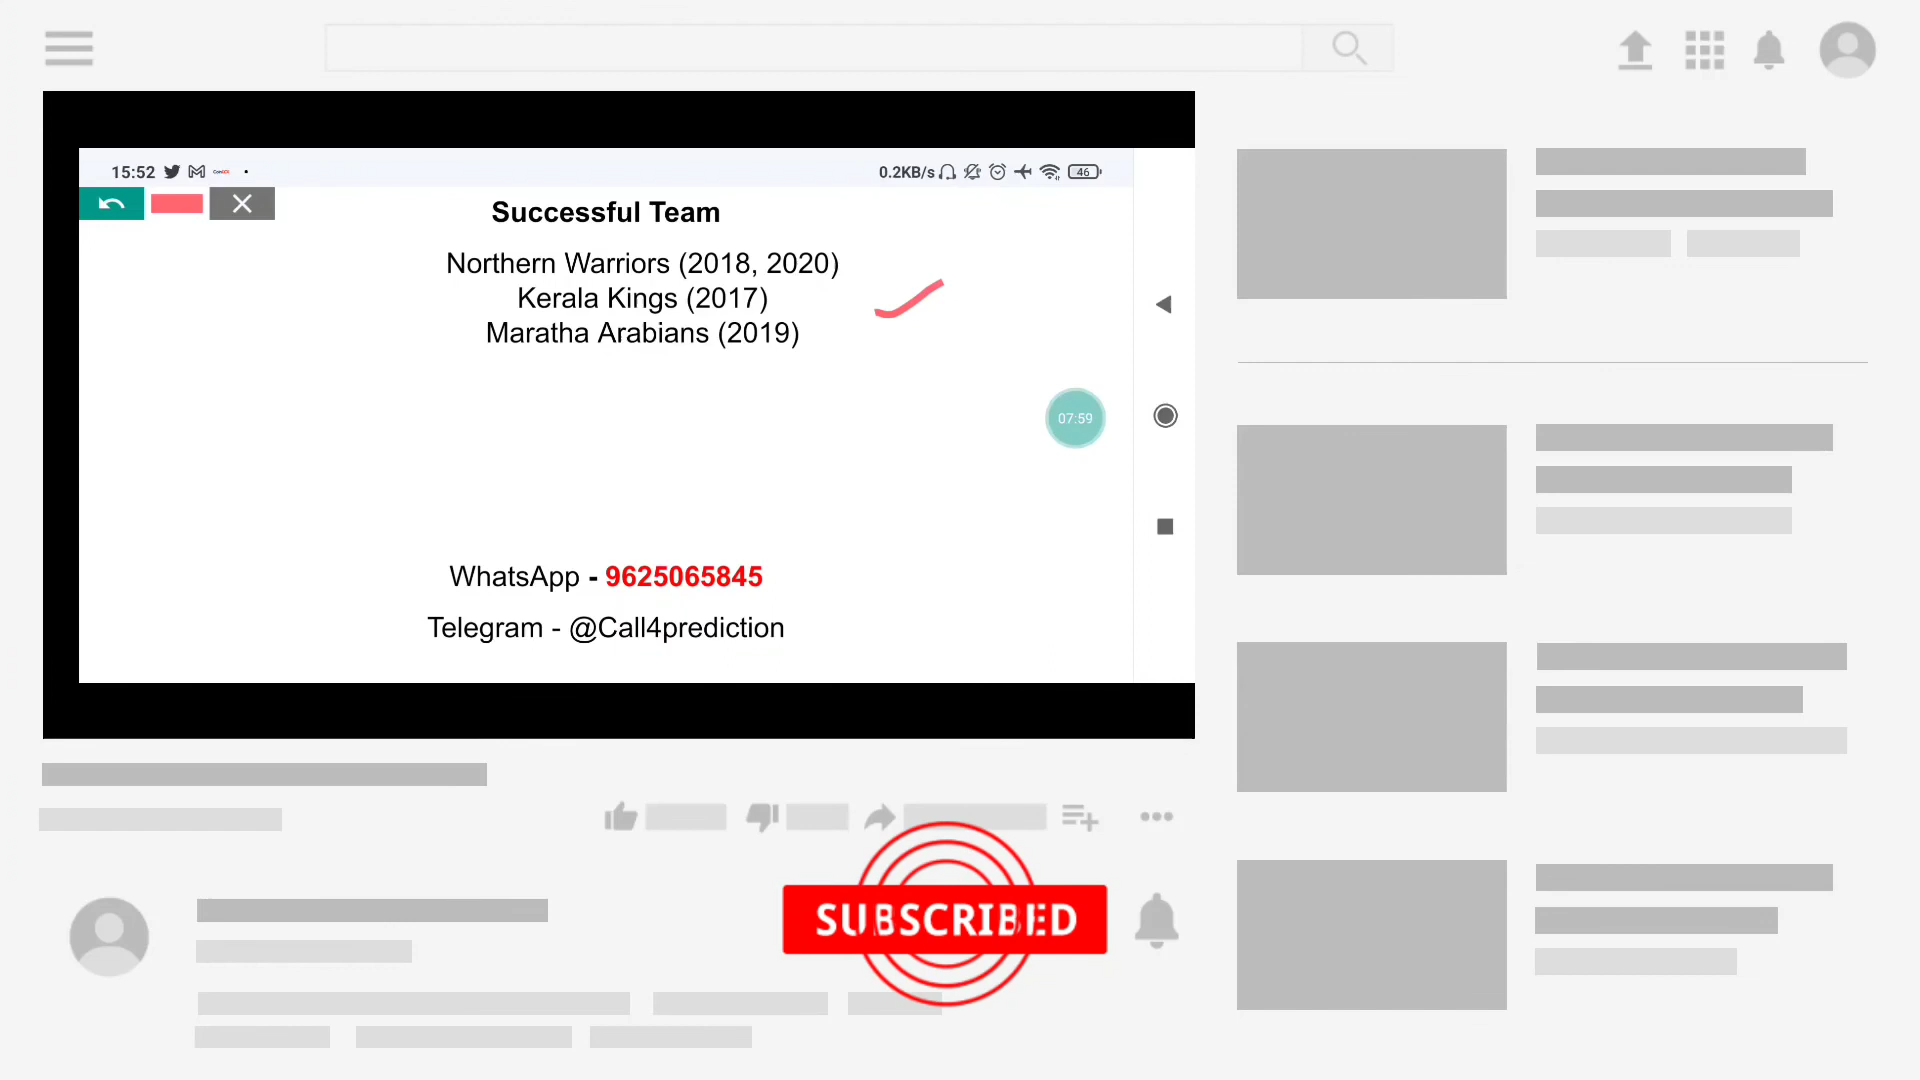 15:52
0.2KB/s
46
Successful Team
Northern Warriors (2018, 2020)
Kerala Kings (2017)
Maratha Arabians (2019)
07:59
WhatsApp - 9625065845
Telegram - @Call4prediction
SUBSCRIBED